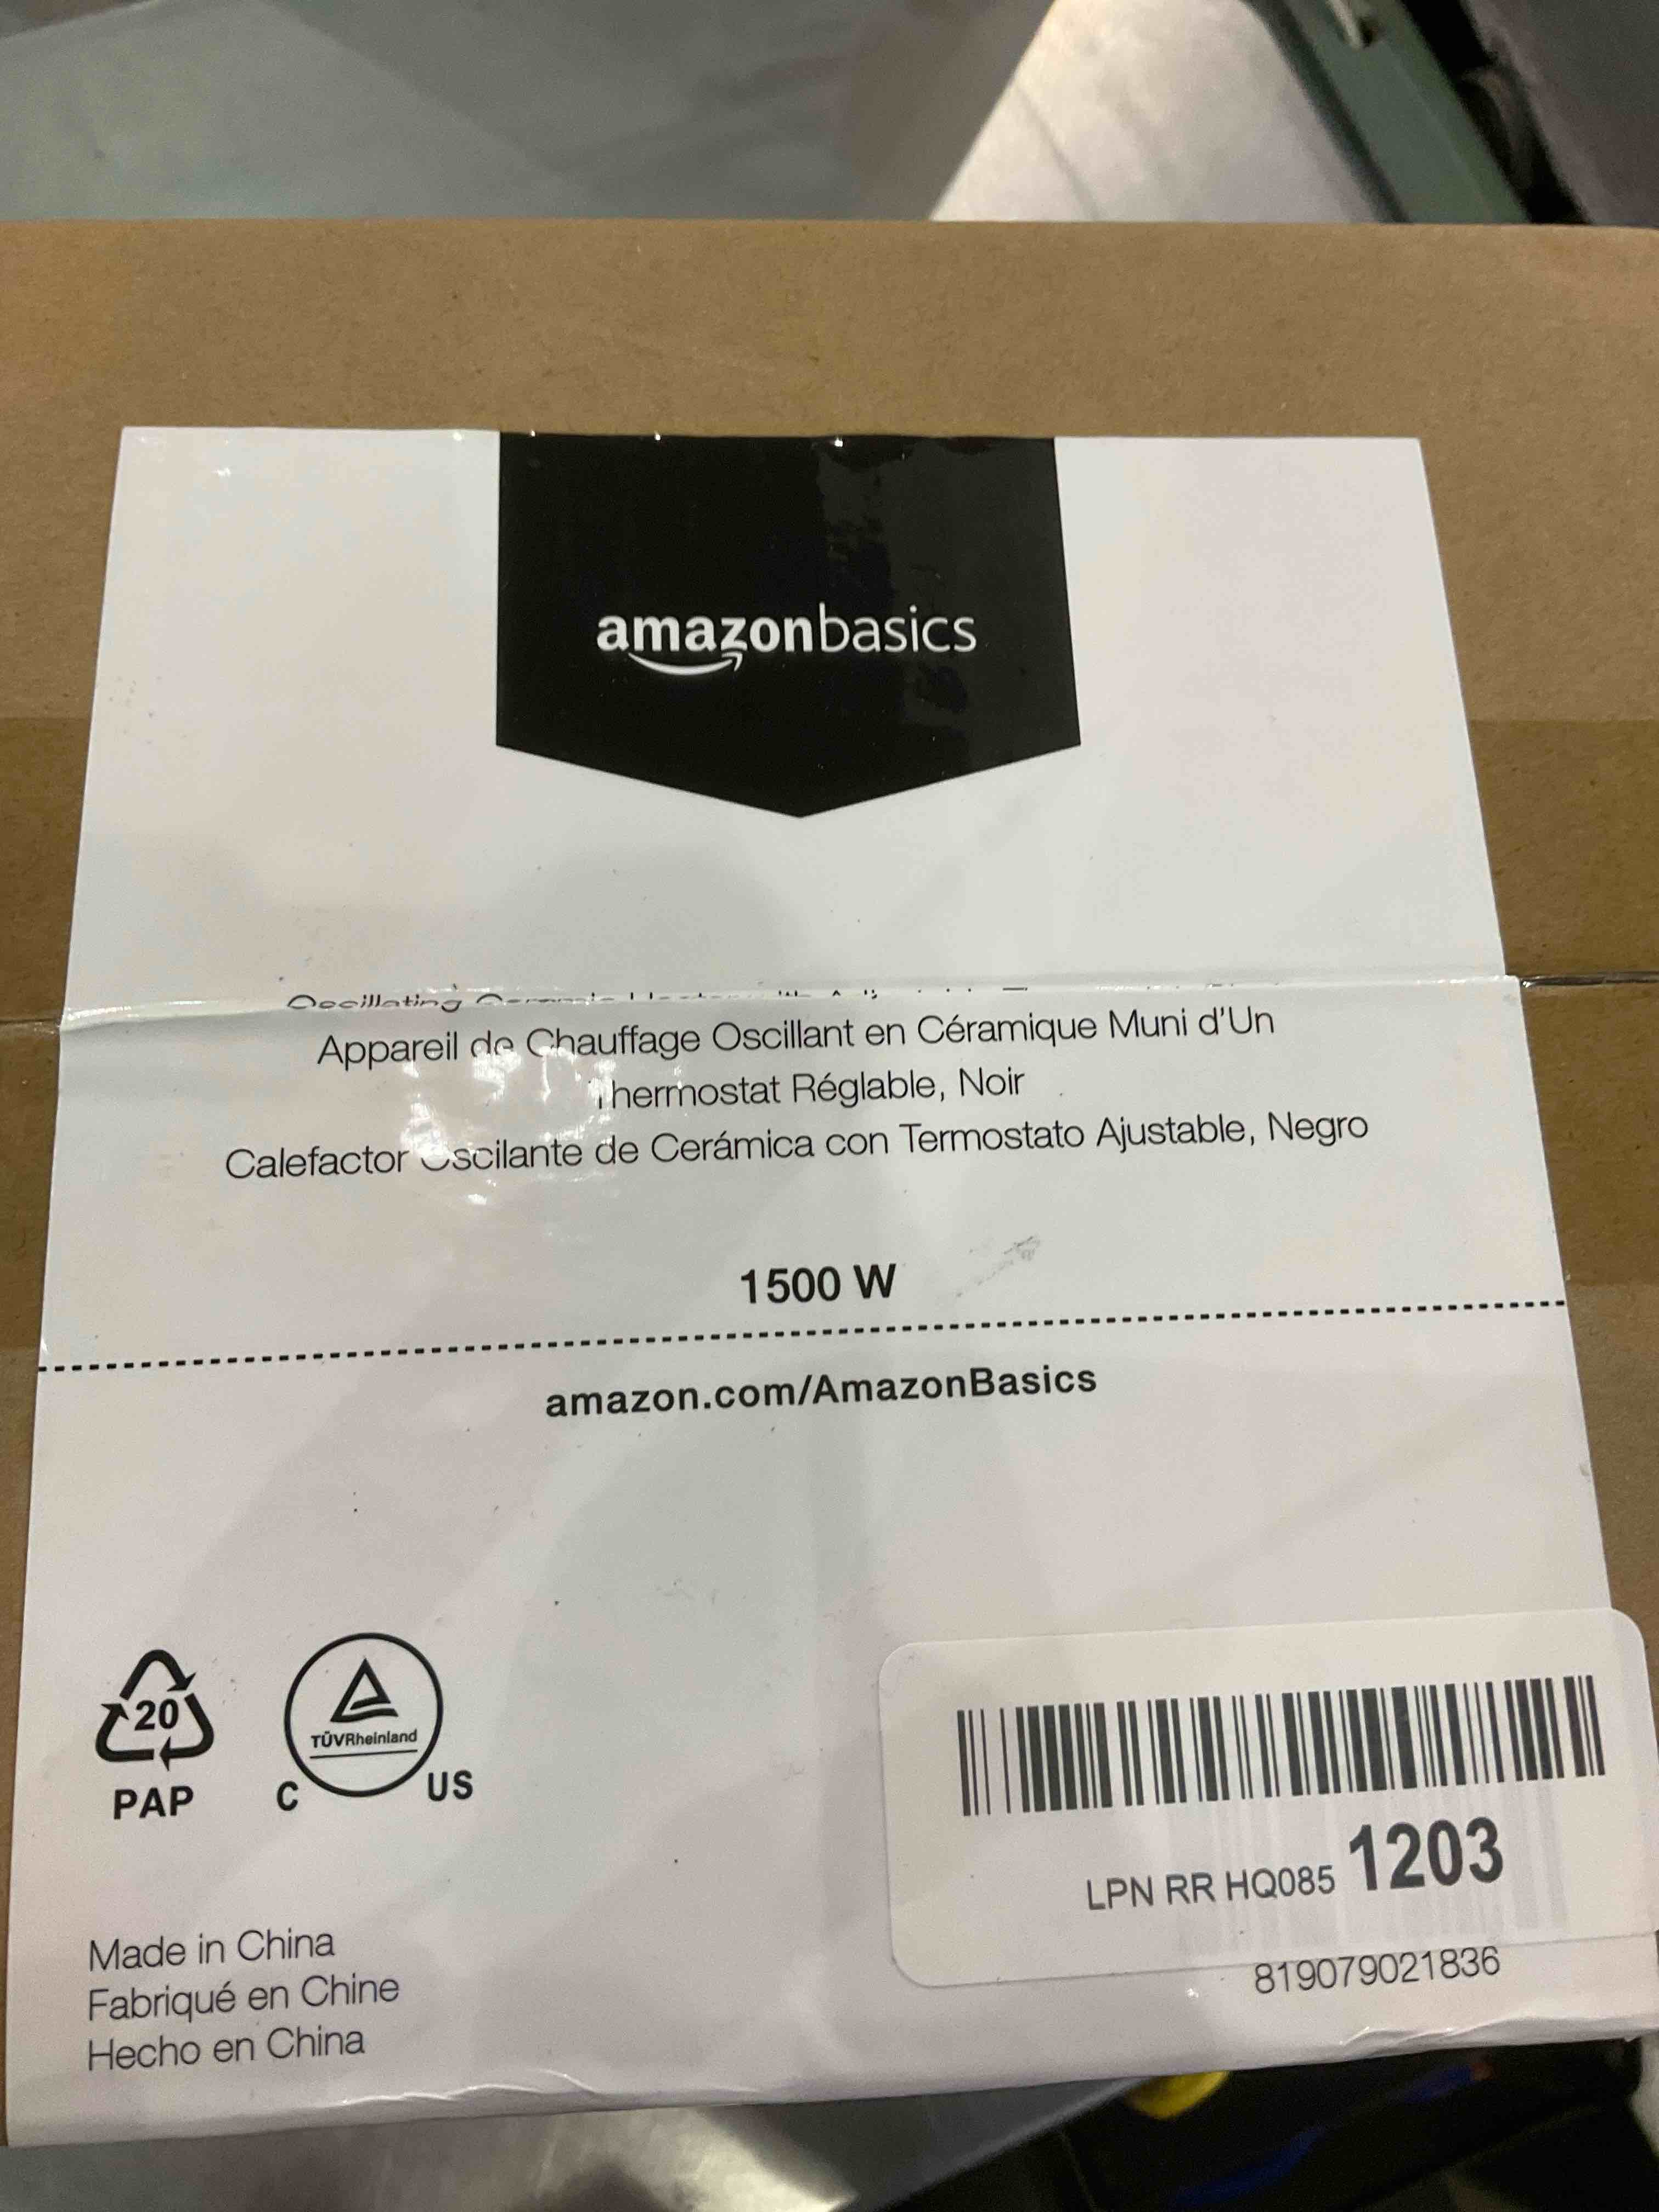 amazonbasics
Oscillating
Appareil de Chauffage Oscillant en Céramique Muni d'Un
Thermostat Réglable, Noir
Calefactor Oscilante de Cerámica con Termostato Ajustable, Negro
1500 W
amazon.com/AmazonBasics
20
PAP
TÜVRheinland
C US
LPN RR HQ085 1203
819079021836
Made in China
Fabriqué en Chine
Hecho en China